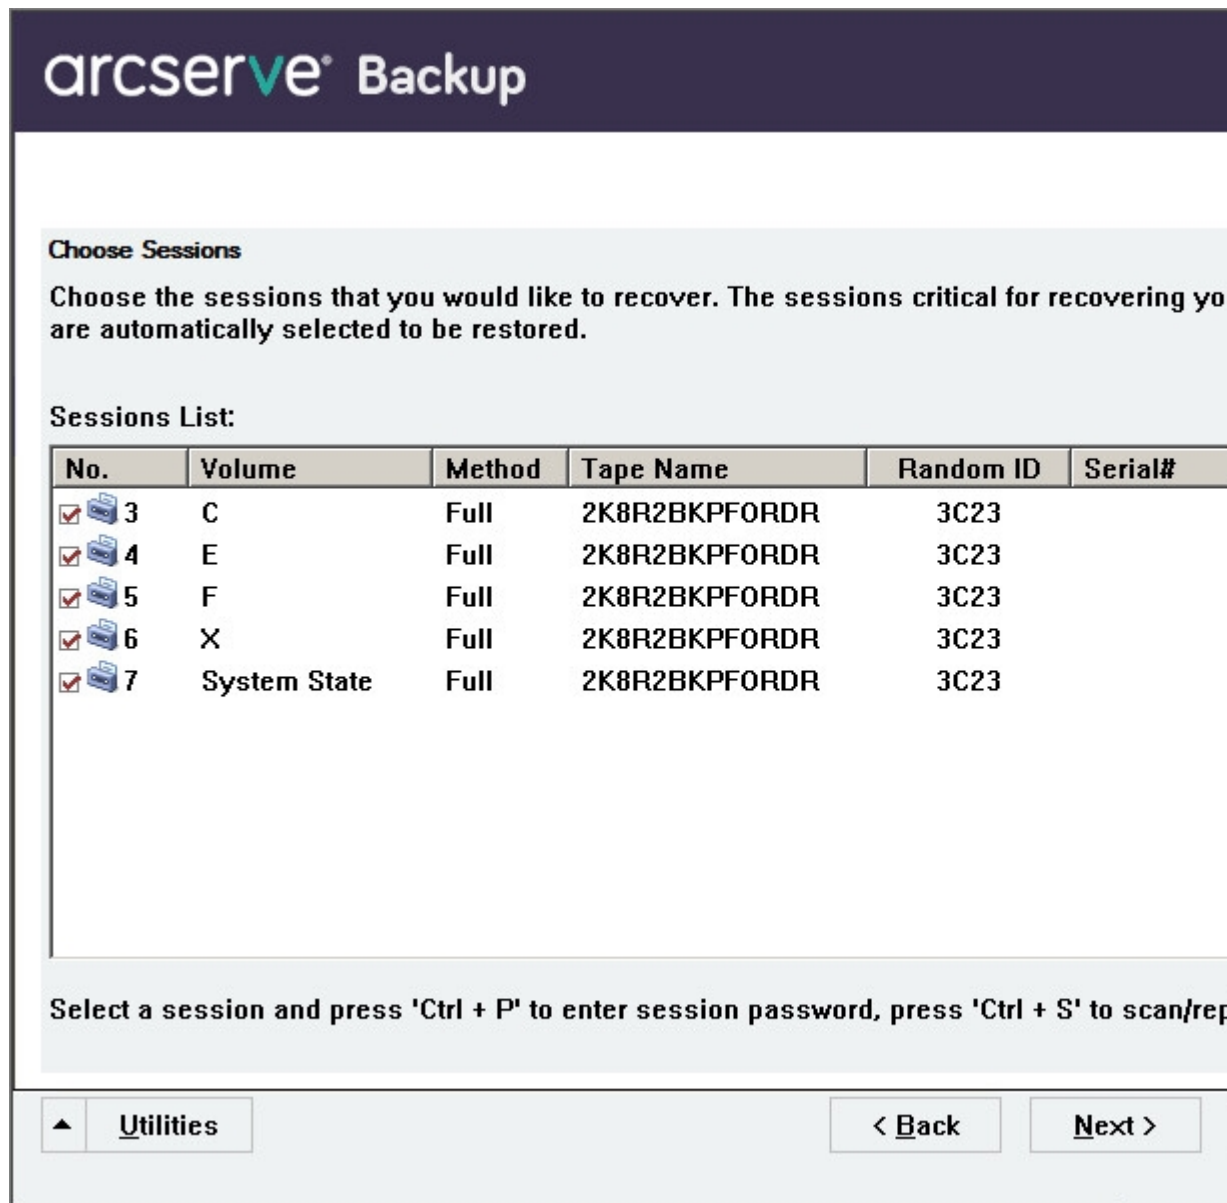 arcserve® Backup
Choose Sessions
Choose the sessions that you would like to recover. The sessions critical for recovering yo
are automatically selected to be restored.
Sessions List:
No. Volume Method Tape Name Random ID Serial#
3 C Full 2K8R2BKPFORDR 3C23
4 E Full 2K8R2BKPFORDR 3C23
5 F Full 2K8R2BKPFORDR 3C23
6 X Full 2K8R2BKPFORDR 3C23
7 System State Full 2K8R2BKPFORDR 3C23
Select a session and press 'Ctrl + P' to enter session password, press 'Ctrl + S' to scan/rep
Utilities < Back Next >